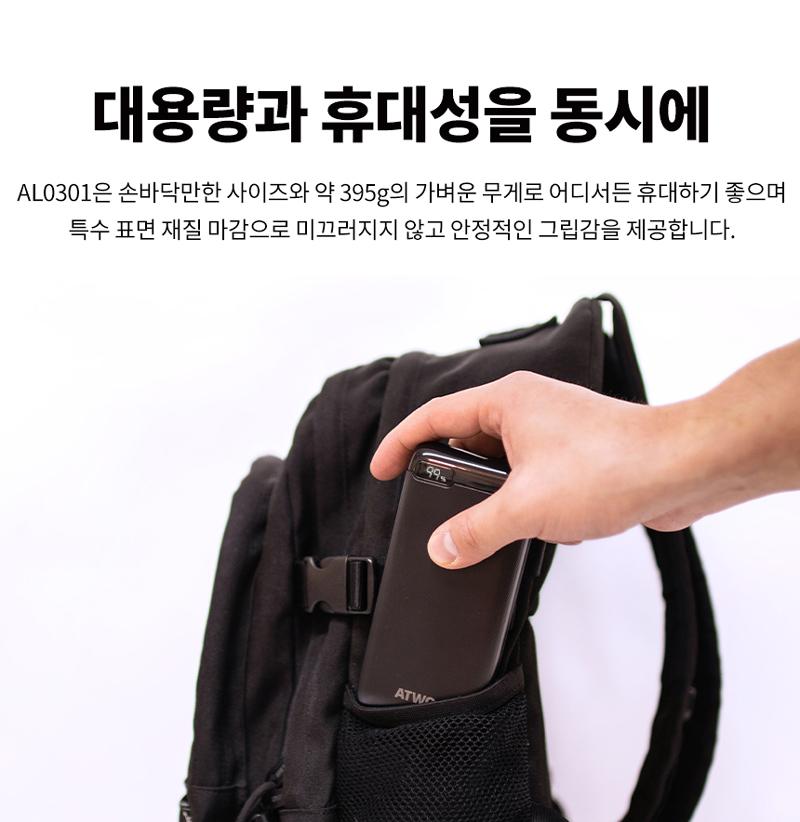 대용량과 휴대성을 동시에
AL0301은 손바닥만한 사이즈와 약 395g의 가벼운 무게로 어디서든 휴대하기 좋으며
특수 표면 재질 마감으로 미끄러지지 않고 안정적인 그립감을 제공합니다.
99%